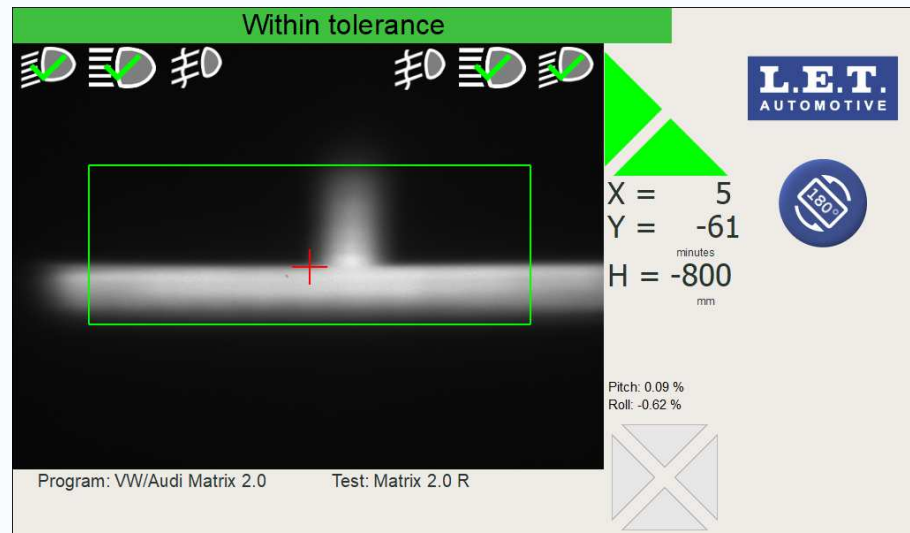 Within tolerance
L.E.T.
AUTOMOTIVE
180°
X = 5
Y = -61
minutes
H = -800
mm
Pitch: 0.09 %
Roll: -0.62 %
Program: VW/Audi Matrix 2.0 Test: Matrix 2.0 R